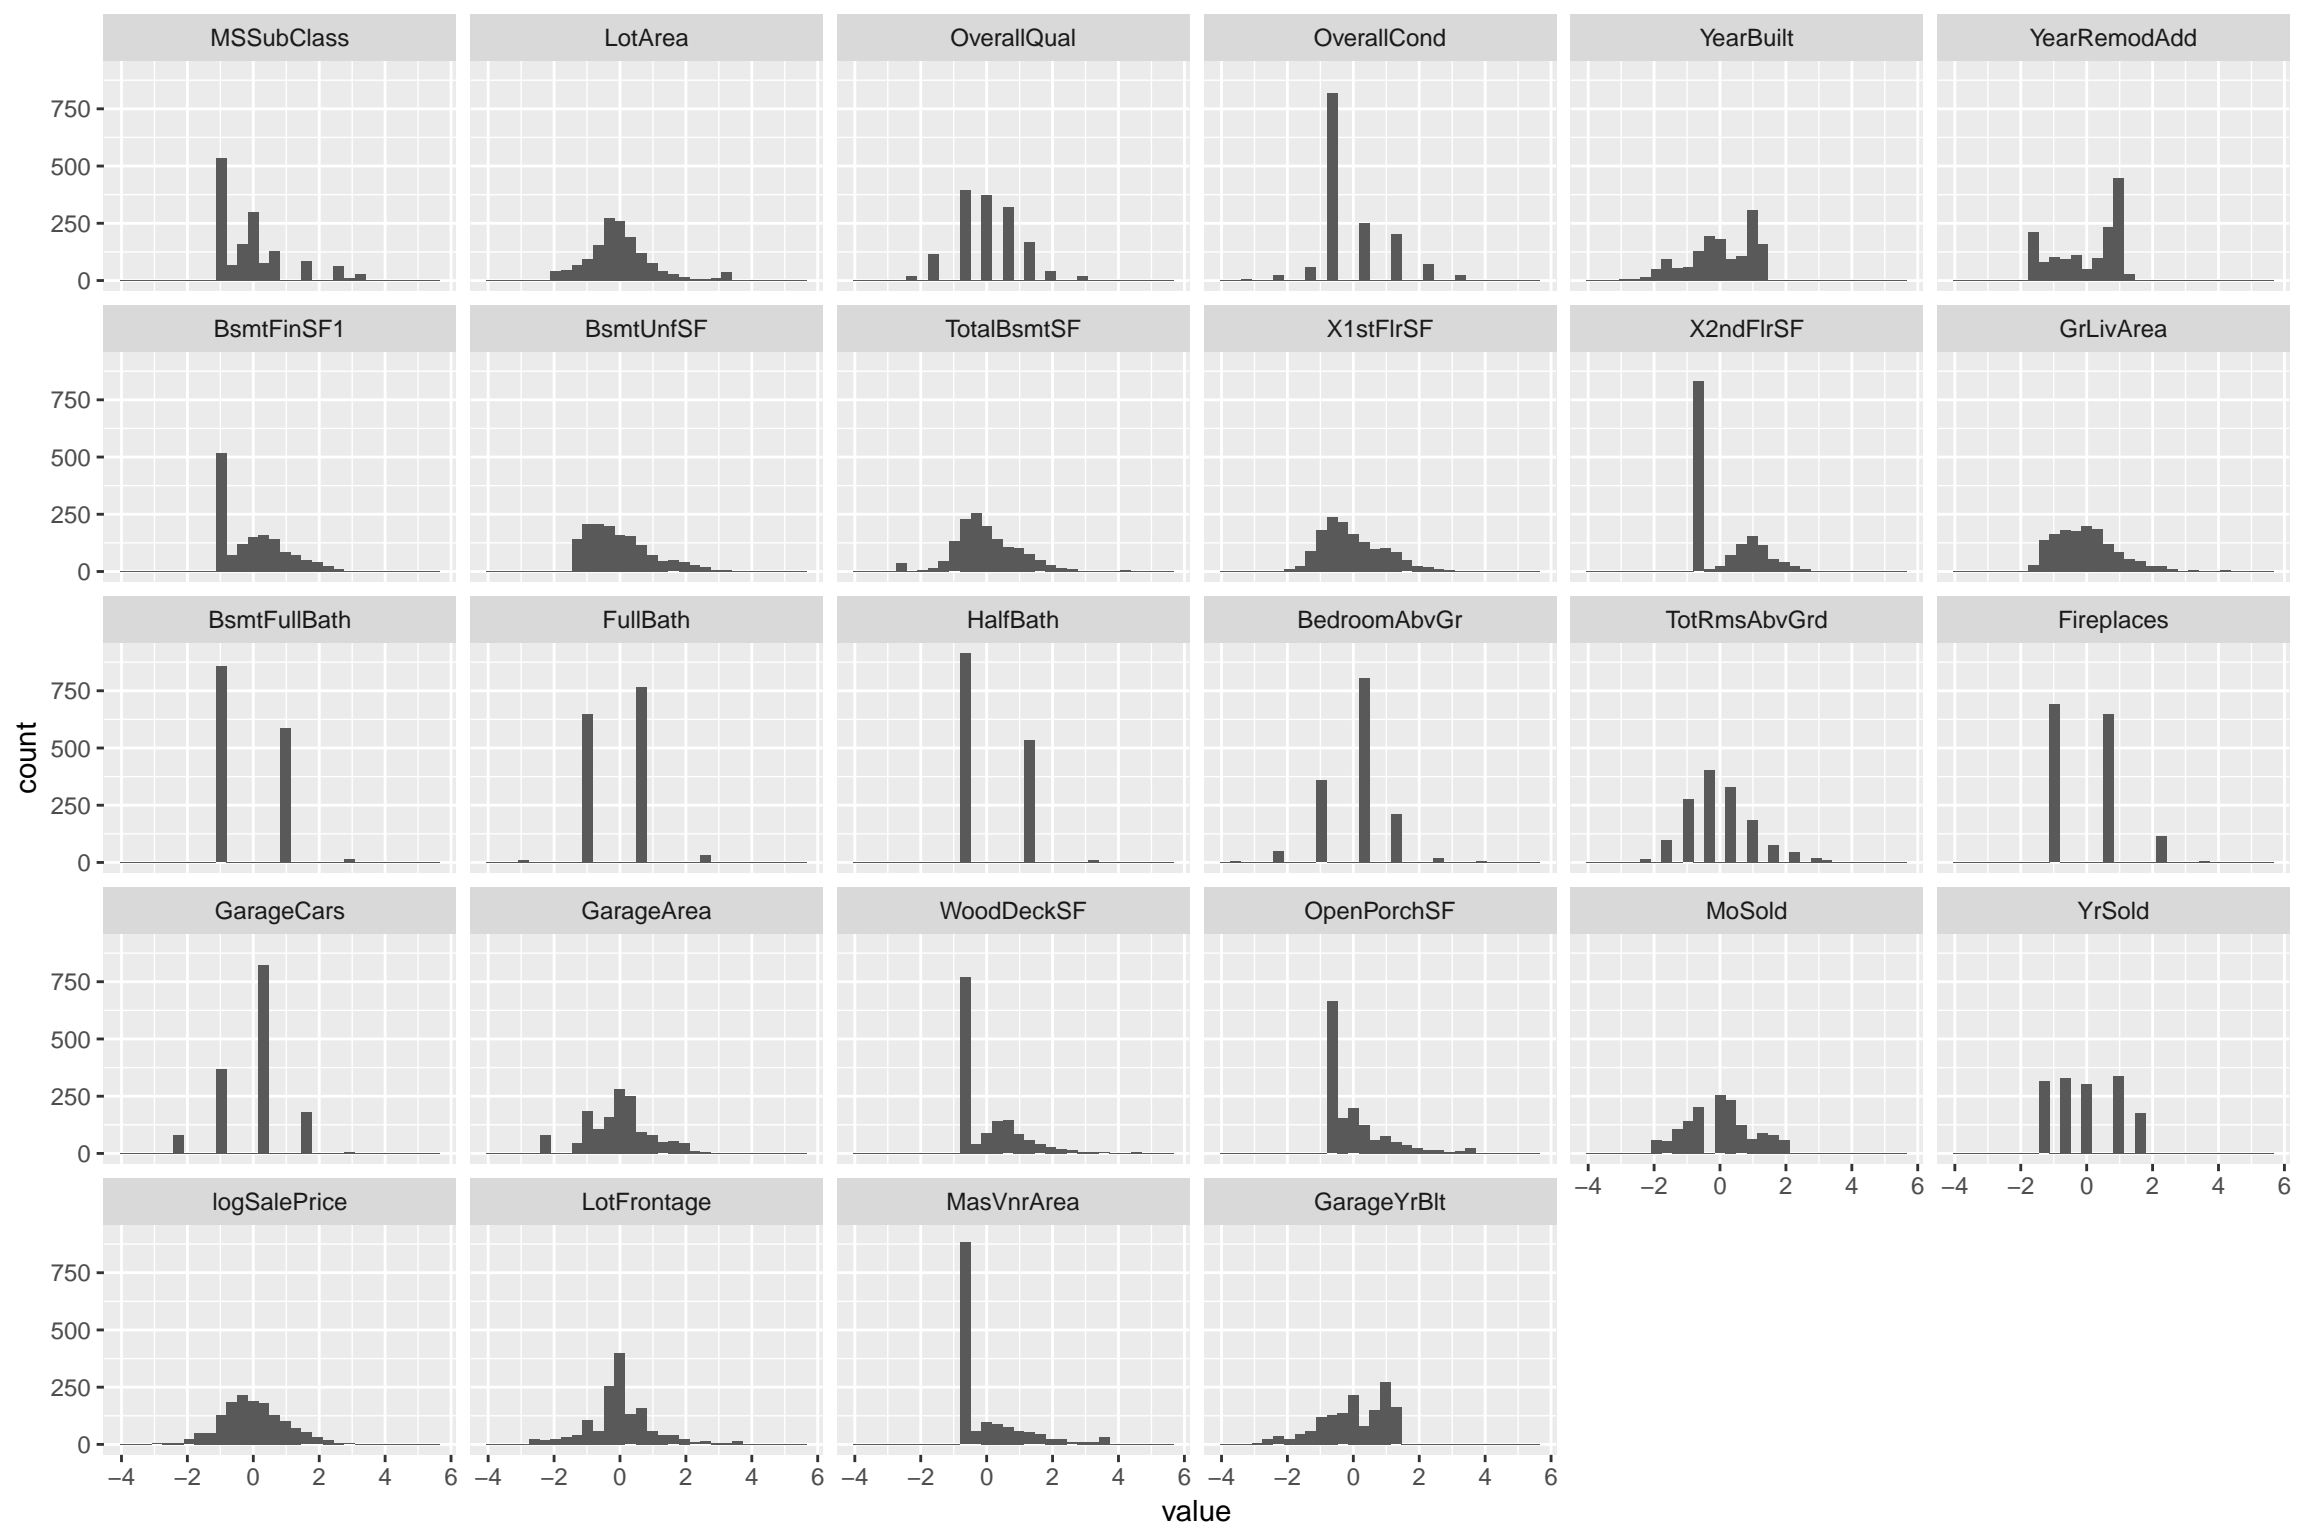 MSSubClass LotArea OverallQual OverallCond YearBuilt YearRemodAdd
750
500
250
0
BsmtFinSF1 BsmtUnfSF TotalBsmtSF X1stFlrSF X2ndFlrSF GrLivArea
750
500
250
0
BsmtFullBath FullBath HalfBath BedroomAbvGr TotRmsAbvGrd Fireplaces
750
500
250
0
count
GarageCars GarageArea WoodDeckSF OpenPorchSF MoSold YrSold
750
500
250
0
−4 −2 0 2 4 6 −4 −2 0 2 4 6
logSalePrice LotFrontage MasVnrArea GarageYrBlt
750
500
250
0
−4 −2 0 2 4 6 −4 −2 0 2 4 6 −4 −2 0 2 4 6 −4 −2 0 2 4 6
value